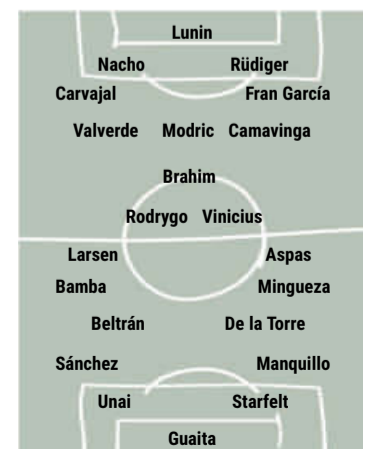 Lunin
Nacho Rüdiger
Carvajal Fran García
Valverde Modric Camavinga
Brahim
Rodrygo Vinicius
Larsen Aspas
Bamba Mingueza
Beltrán De la Torre
Sánchez Manquillo
Unai Starfelt
Guaita